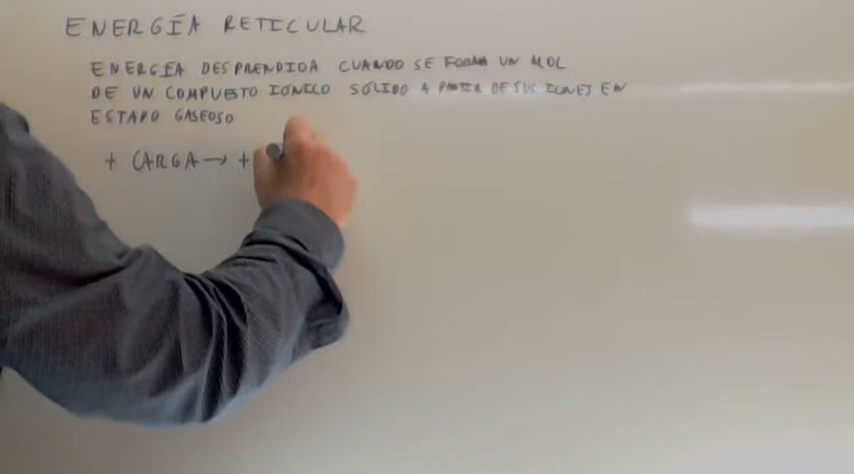 ENERGÍA RETICULAR
ENERGÍA DESPRENDIDA CUANDO SE FORMA UN MOL
DE UN COMPUESTO IÓNICO SÓLIDO A PARTIR DE SUS IONES EN
ESTADO GASEOSO
+ CARGA → +